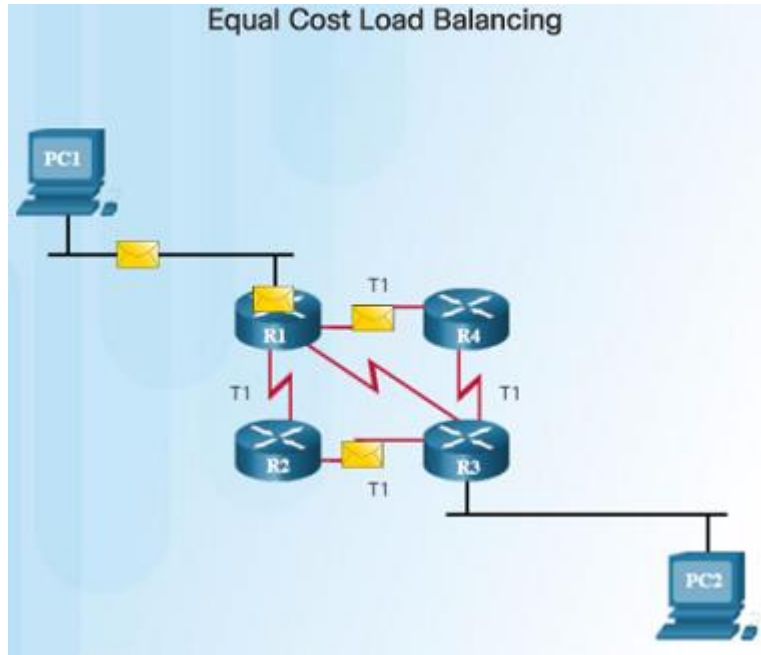 Equal Cost Load Balancing
PC1
T1
R1
R4
T1
T1
R2
R3
T1
PC2